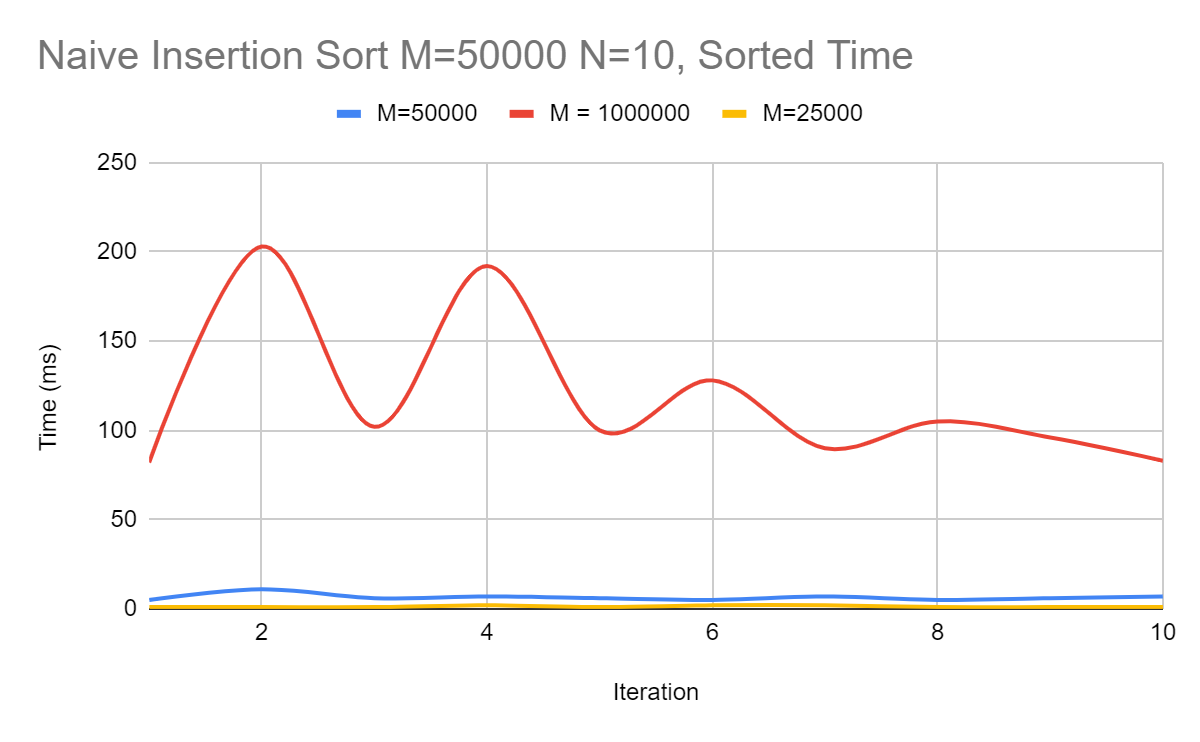 Naive Insertion Sort M=50000 N=10, Sorted Time
M=50000 M = 1000000 M=25000
250
200
150
100
50
0
Time (ms)
2 4 6 8 10
Iteration